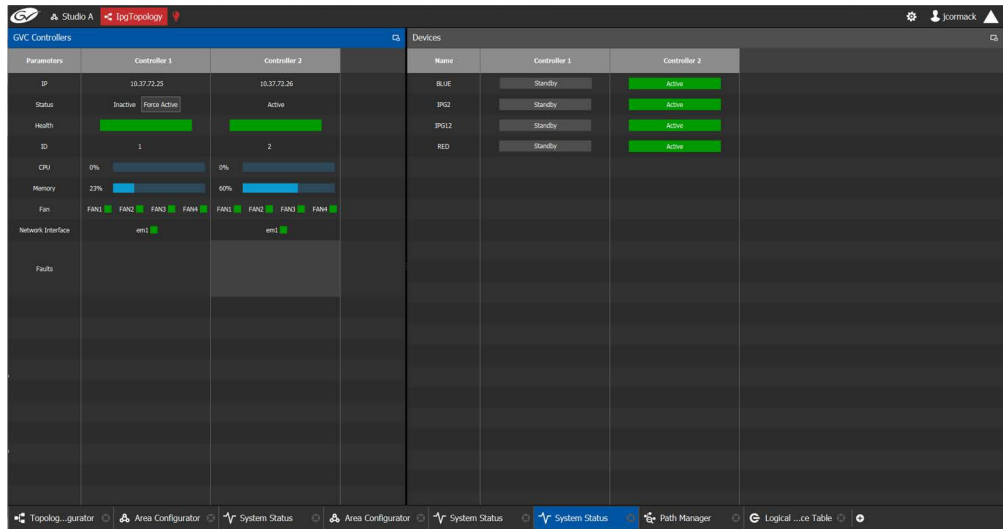 GV Studio A IpgTopology jcormack
GVC Controllers
Parameters Controller 1 Controller 2
IP 10.37.72.25 10.37.72.26
Status Inactive Force Active Active
Health
ID 1 2
CPU 0% 0%
Memory 23% 60%
Fan FAN1 FAN2 FAN3 FAN4 FAN1 FAN2 FAN3 FAN4
Network Interface em1 em1
Faults
Devices
Name Controller 1 Controller 2
BLUE Standby Active
IPG2 Standby Active
IPG12 Standby Active
RED Standby Active
Topolog...gurator Area Configurator System Status Area Configurator System Status System Status Path Manager Logical ...ce Table